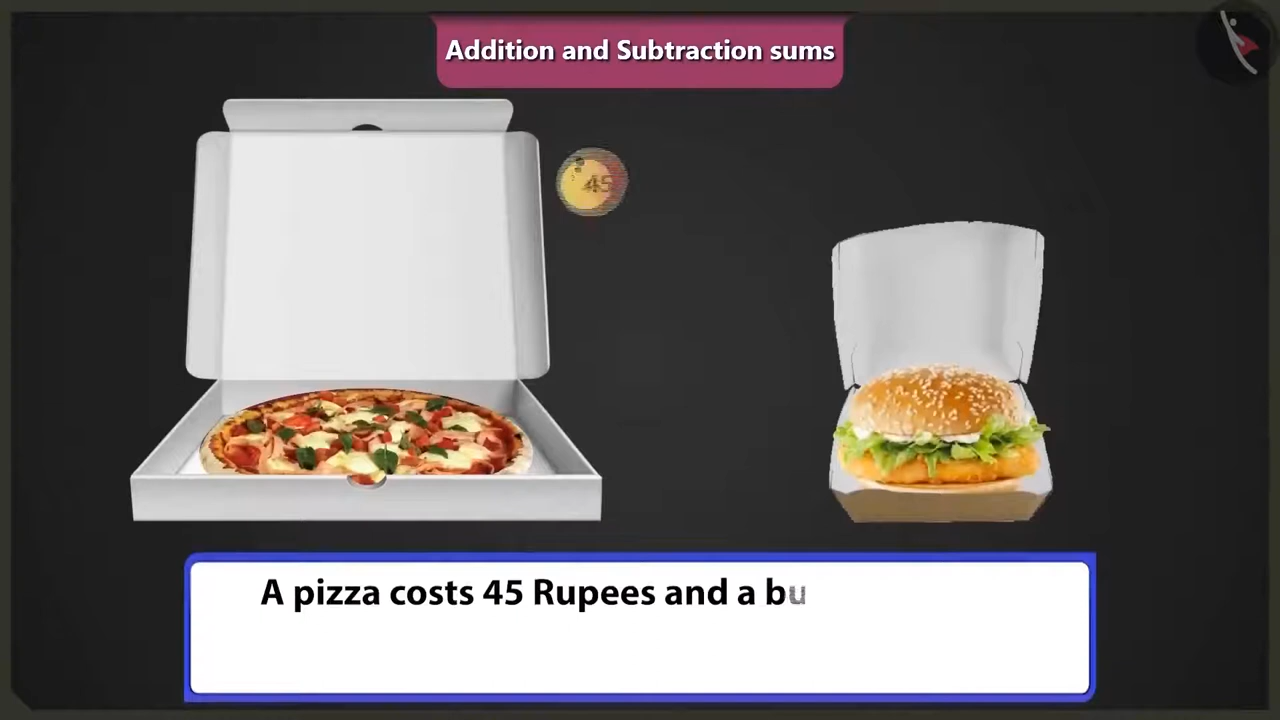 Addition and Subtraction sums
45
A pizza costs 45 Rupees and a bu